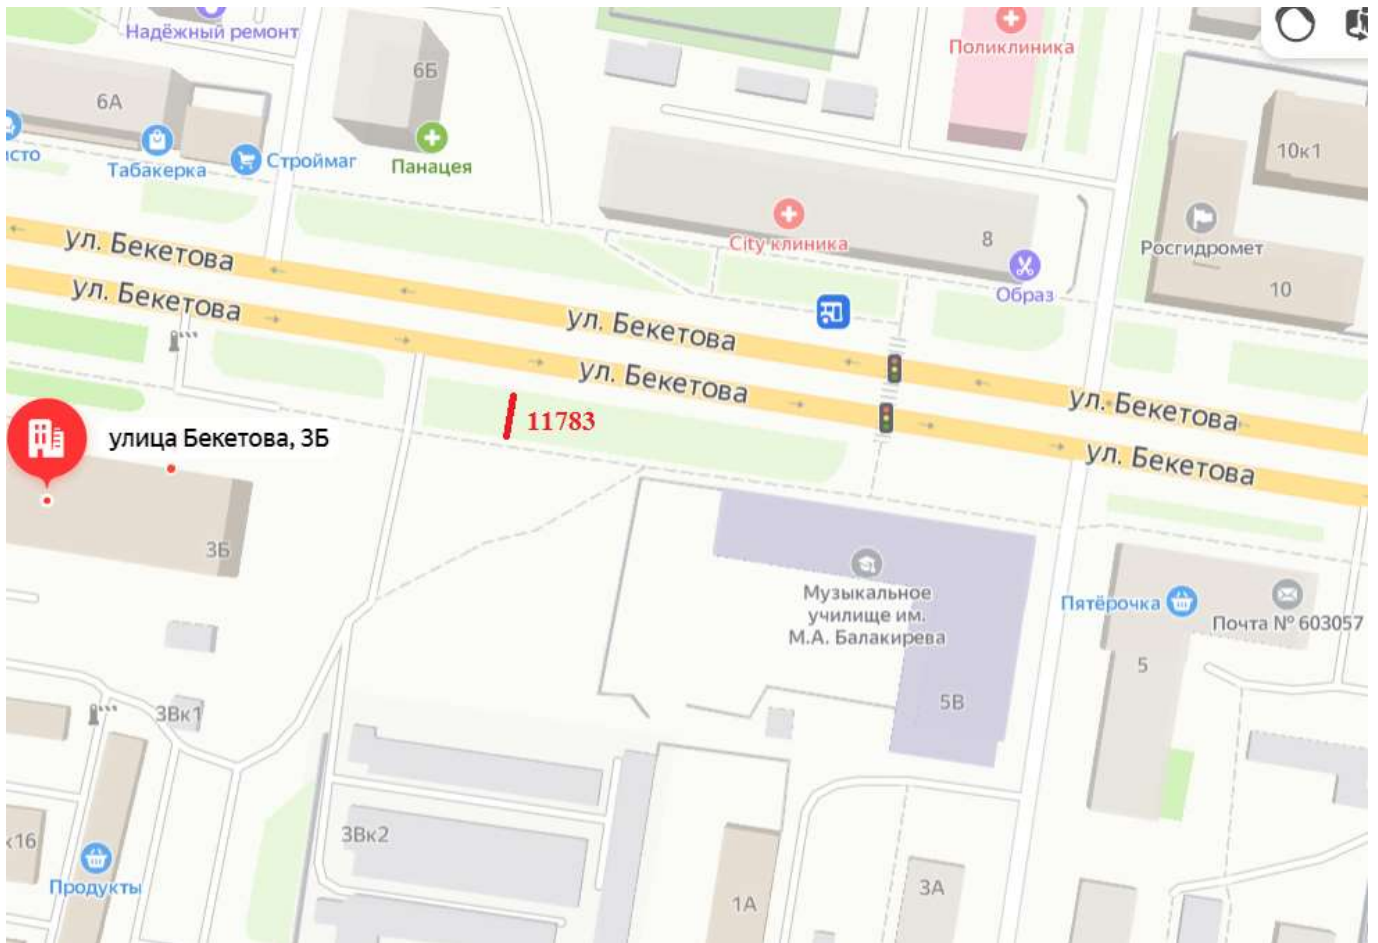 Надёжный ремонт
Поликлиника
6Б
6А
10к1
Табакерка
Строймаг
Панацея
City клиника
8
Росгидромет
Образ
10
ул. Бекетова
ул. Бекетова
ул. Бекетова
ул. Бекетова
ул. Бекетова
ул. Бекетова
11783
улица Бекетова, 3Б
3Б
Музыкальное
училище им.
М.А. Балакирева
Пятёрочка
Почта № 603057
5
5В
3Вк1
3Вк2
к16
Продукты
1А
3А